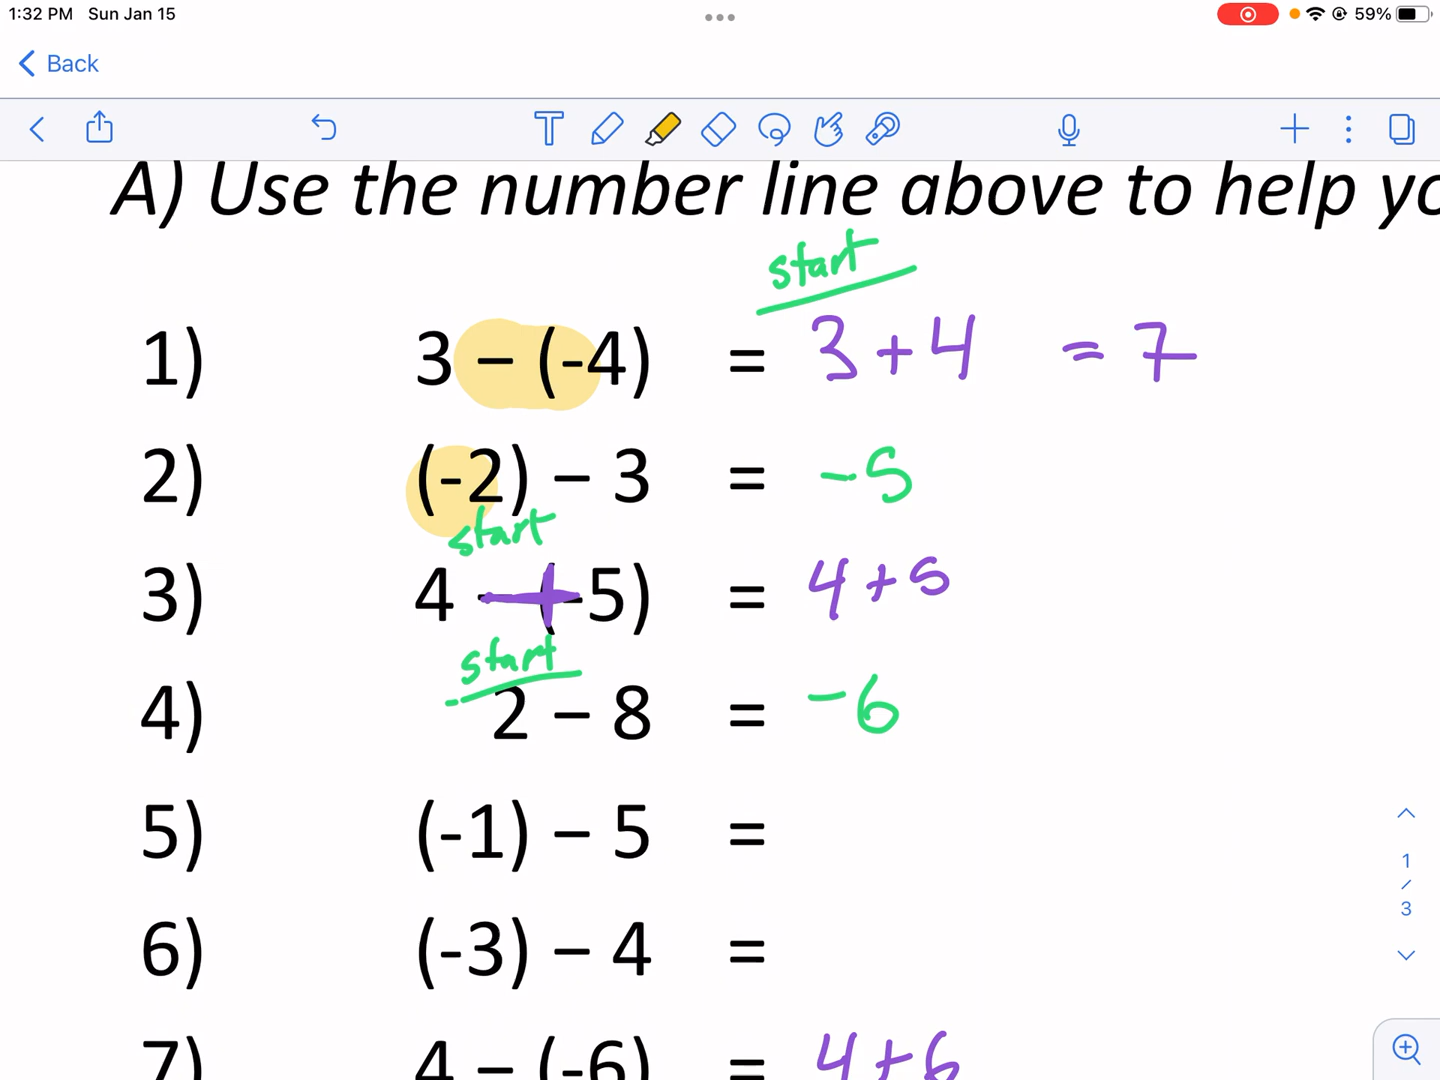 1:32 PM Sun Jan 15
59%
Back
A) Use the number line above to help yo
start
1) 3 – (-4) = 3 + 4 = 7
2) (-2) – 3 = -5
start
3) 4 – (-5) = 4 + 5
start
4) 2 – 8 = -6
5) (-1) – 5 =
6) (-3) – 4 =
7) 4 – (-6) = 4 + 6
1
/
3